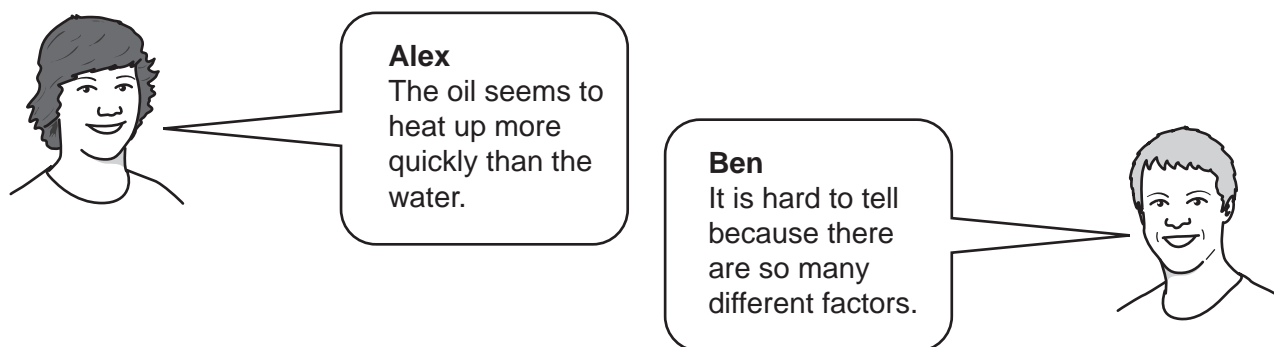 Alex
The oil seems to
heat up more
quickly than the
water.
Ben
It is hard to tell
because there
are so many
different factors.